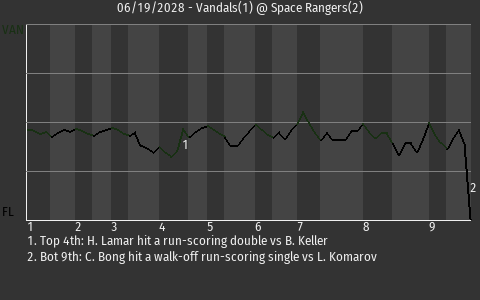 06/19/2028 - Vandals(1) @ Space Rangers(2)
VAN
1
2
FL
1 2 3 4 5 6 7 8 9
1. Top 4th: H. Lamar hit a run-scoring double vs B. Keller
2. Bot 9th: C. Bong hit a walk-off run-scoring single vs L. Komarov